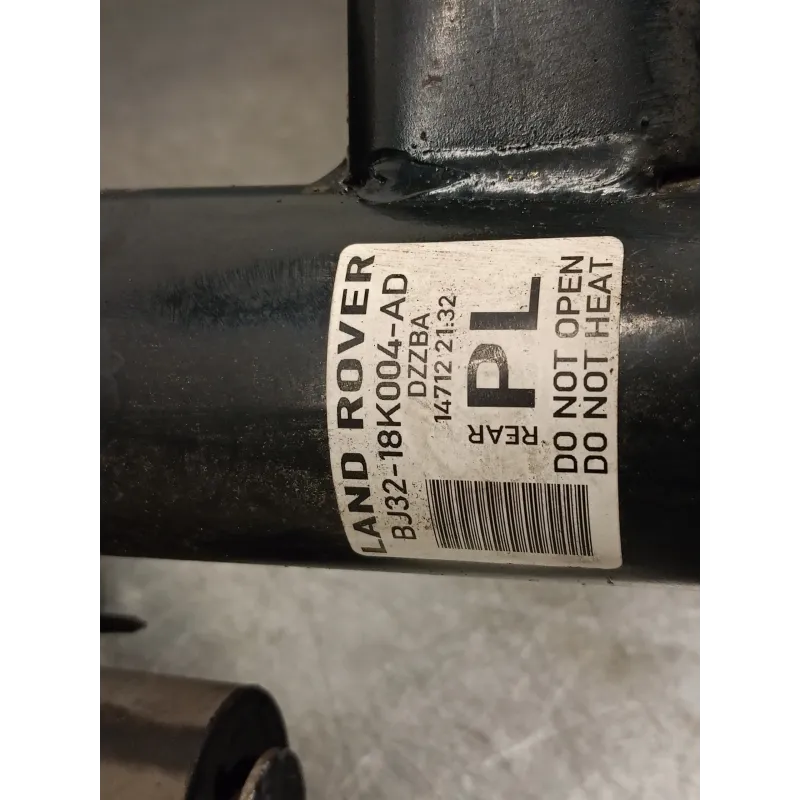 LAND ROVER
BJ32-18K004-AD
DZZBA
14712 21:32
REAR PL
DO NOT OPEN
DO NOT HEAT